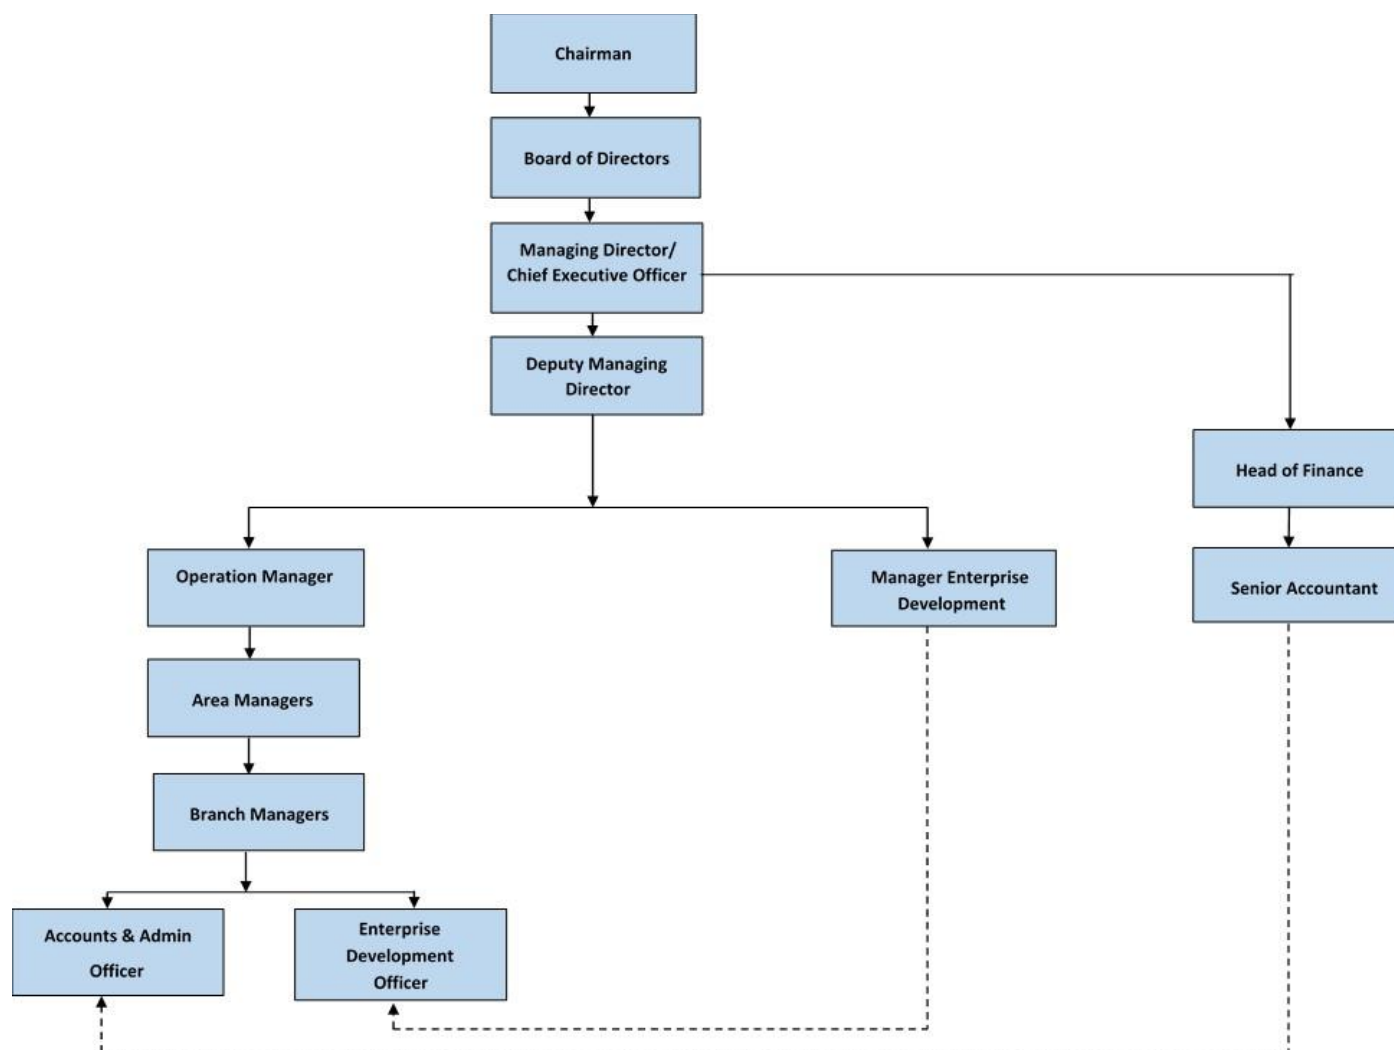 Chairman
Board of Directors
Managing Director/
Chief Executive Officer
Deputy Managing
Director
Head of Finance
Operation Manager
Manager Enterprise
Development
Senior Accountant
Area Managers
Branch Managers
Accounts & Admin
Officer
Enterprise
Development
Officer